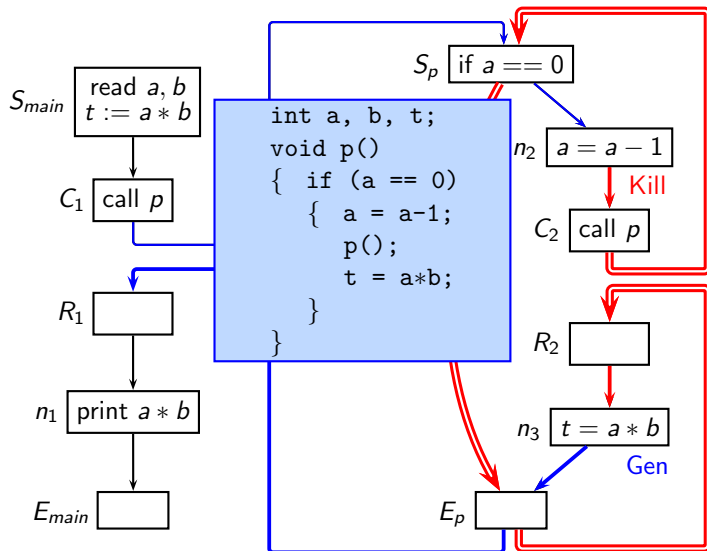 S_main
read a, b
t := a ∗ b
C_1
call p
R_1
n_1
print a ∗ b
E_main
int a, b, t;
void p()
{ if (a == 0)
{ a = a-1;
p();
t = a*b;
}
}
S_p
if a == 0
n_2
a = a − 1
Kill
C_2
call p
R_2
n_3
t = a ∗ b
Gen
E_p